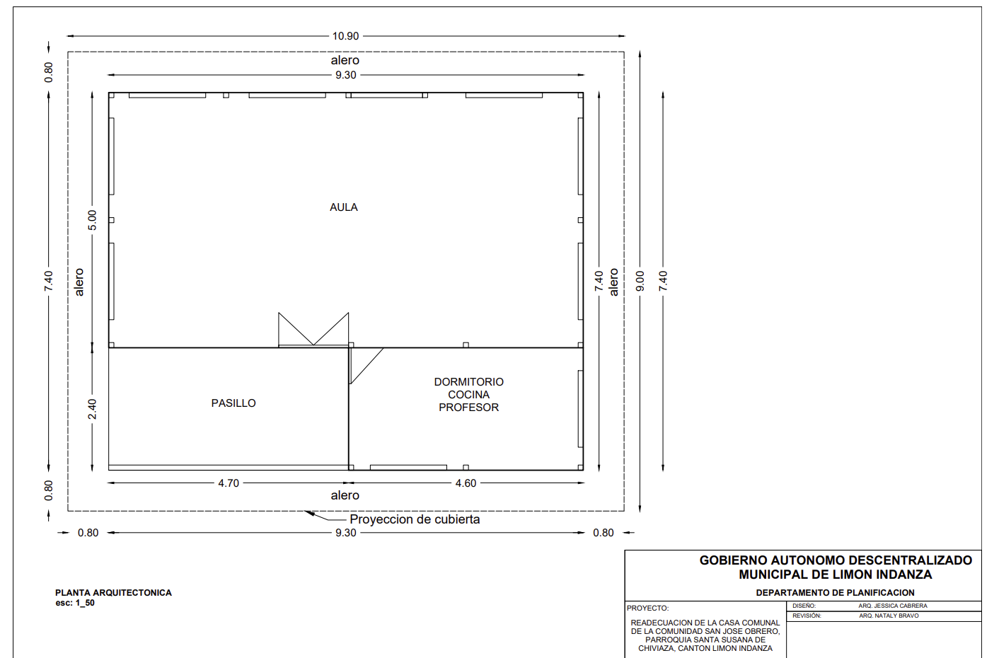 10.90
alero
9.30
0.80
5.00
7.40
alero
AULA
7.40
alero
9.00
7.40
2.40
PASILLO
DORMITORIO
COCINA
PROFESOR
4.70
4.60
0.80
alero
Proyeccion de cubierta
0.80
9.30
0.80
PLANTA ARQUITECTONICA
esc: 1_50
GOBIERNO AUTONOMO DESCENTRALIZADO
MUNICIPAL DE LIMON INDANZA
DEPARTAMENTO DE PLANIFICACION
PROYECTO:
READECUACION DE LA CASA COMUNAL
DE LA COMUNIDAD SAN JOSE OBRERO,
PARROQUIA SANTA SUSANA DE
CHIVIAZA, CANTON LIMON INDANZA
DISEÑO: ARQ. JESSICA CABRERA
REVISIÓN: ARQ. NATALY BRAVO